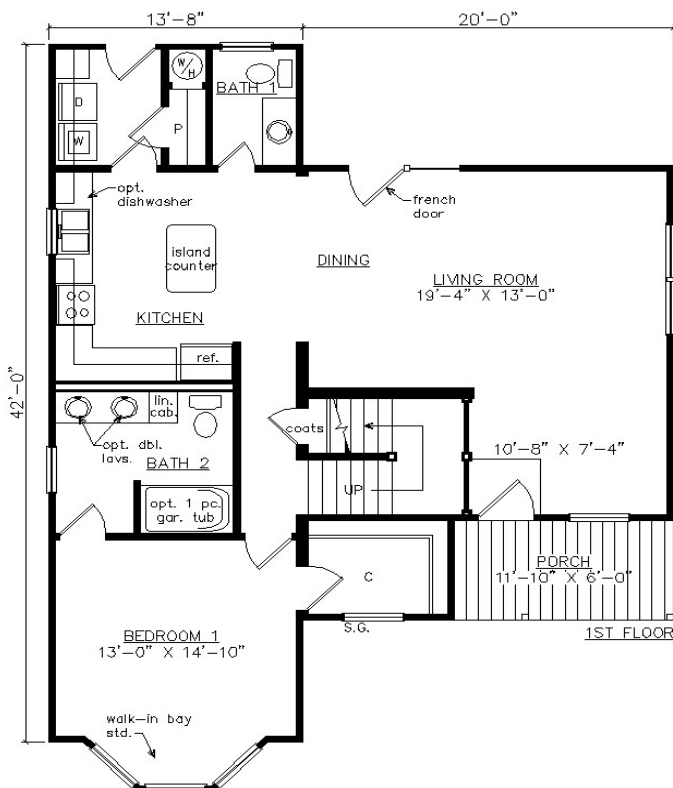 13'-8"
20'-0"
W/H
BATH 1
D
P
W
opt.
dishwasher
french
door
island
counter
DINING
LIVING ROOM
19'-4" X 13'-0"
KITCHEN
ref.
42'-0"
lin.
cab.
coats
opt. dbl.
lavs.
BATH 2
10'-8" X 7'-4"
UP
opt. 1 pc.
gar. tub
PORCH
11'-10" X 6'-0"
C
S.G.
1ST FLOOR
BEDROOM 1
13'-0" X 14'-10"
walk-in bay
std.